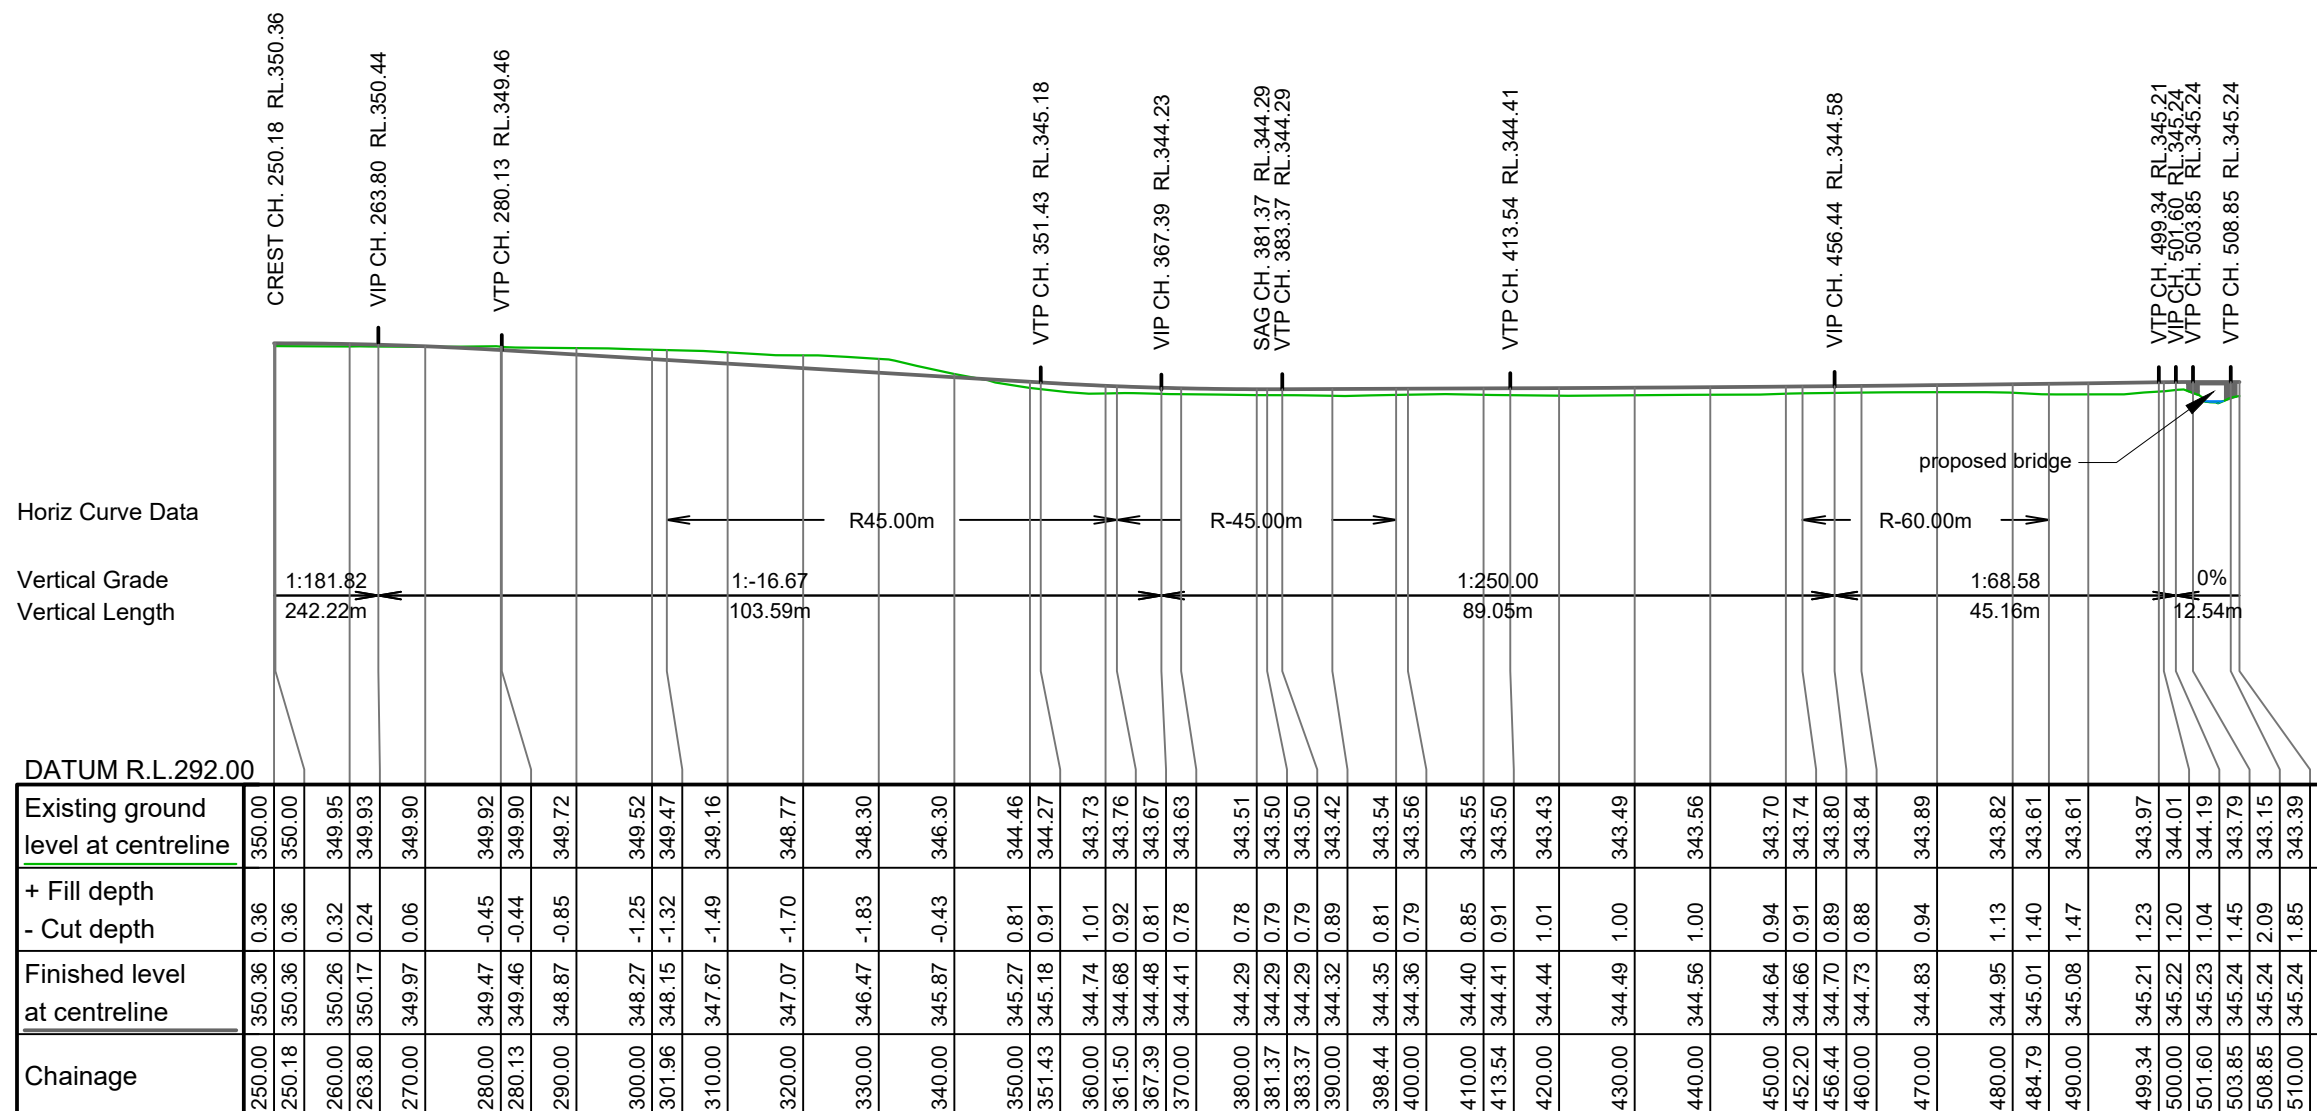 CREST CH. 250.18 RL.350.36
VIP CH. 263.80 RL.350.44
VTP CH. 280.13 RL.349.46
VTP CH. 351.43 RL.345.18
VIP CH. 367.39 RL.344.23
SAG CH. 381.37 RL.344.29
VTP CH. 383.37 RL.344.29
VTP CH. 413.54 RL.344.41
VIP CH. 456.44 RL.344.58
VTP CH. 499.34 RL.345.21
VIP CH. 501.60 RL.345.24
VTP CH. 503.85 RL.345.24
VTP CH. 508.85 RL.345.24
proposed bridge
Horiz Curve Data R45.00m R-45.00m R-60.00m
Vertical Grade 1:181.82 1:-16.67 1:250.00 1:68.58 0%
Vertical Length 242.22m 103.59m 89.05m 45.16m 12.54m
DATUM R.L.292.00
Existing ground
level at centreline 350.00 350.00 349.95 349.93 349.90 349.92 349.90 349.72 349.52 349.47 349.16 348.77 348.30 346.30 344.46 344.27 343.73 343.76 343.67 343.63 343.51 343.50 343.50 343.42 343.54 343.56 343.55 343.50 343.43 343.49 343.56 343.70 343.74 343.80 343.84 343.89 343.82 343.61 343.61 343.97 344.01 344.19 343.79 343.15 343.39
+ Fill depth
- Cut depth 0.36 0.36 0.32 0.24 0.06 -0.45 -0.44 -0.85 -1.25 -1.32 -1.49 -1.70 -1.83 -0.43 0.81 0.91 1.01 0.92 0.81 0.78 0.78 0.79 0.79 0.89 0.81 0.79 0.85 0.91 1.01 1.00 1.00 0.94 0.91 0.89 0.88 0.94 1.13 1.40 1.47 1.23 1.20 1.04 1.45 2.09 1.85
Finished level
at centreline 350.36 350.36 350.26 350.17 349.97 349.47 349.46 348.87 348.27 348.15 347.67 347.07 346.47 345.87 345.27 345.18 344.74 344.68 344.48 344.41 344.29 344.29 344.29 344.32 344.35 344.36 344.40 344.41 344.44 344.49 344.56 344.64 344.66 344.70 344.73 344.83 344.95 345.01 345.08 345.21 345.22 345.23 345.24 345.24 345.24
Chainage 250.00 250.18 260.00 263.80 270.00 280.00 280.13 290.00 300.00 301.96 310.00 320.00 330.00 340.00 350.00 351.43 360.00 361.50 367.39 370.00 380.00 381.37 383.37 390.00 398.44 400.00 410.00 413.54 420.00 430.00 440.00 450.00 452.20 456.44 460.00 470.00 480.00 484.79 490.00 499.34 500.00 501.60 503.85 508.85 510.00